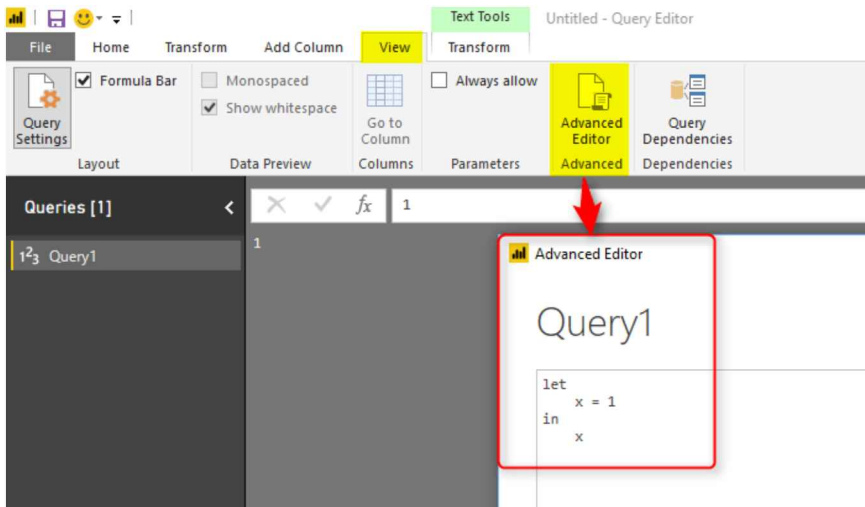 Text Tools
Untitled - Query Editor
File Home Transform Add Column View Transform
Formula Bar
Monospaced
Show whitespace
Always allow
Query Settings
Go to Column
Advanced Editor
Query Dependencies
Layout Data Preview Columns Parameters Advanced Dependencies
Queries [1] <
fx 1
1²3 Query1
1
Advanced Editor
Query1
let
x = 1
in
x